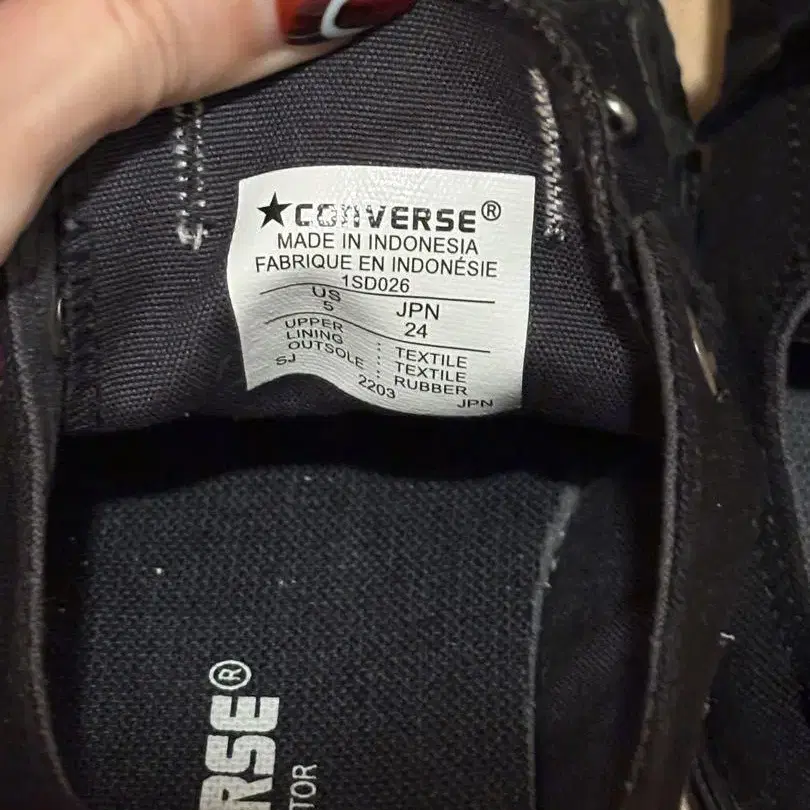 ★CONVERSE®
MADE IN INDONESIA
FABRIQUE EN INDONÉSIE
1SD026
US JPN
5 24
UPPER : TEXTILE
LINING : TEXTILE
OUTSOLE : RUBBER
SJ 2203 JPN
RSE®
TOR